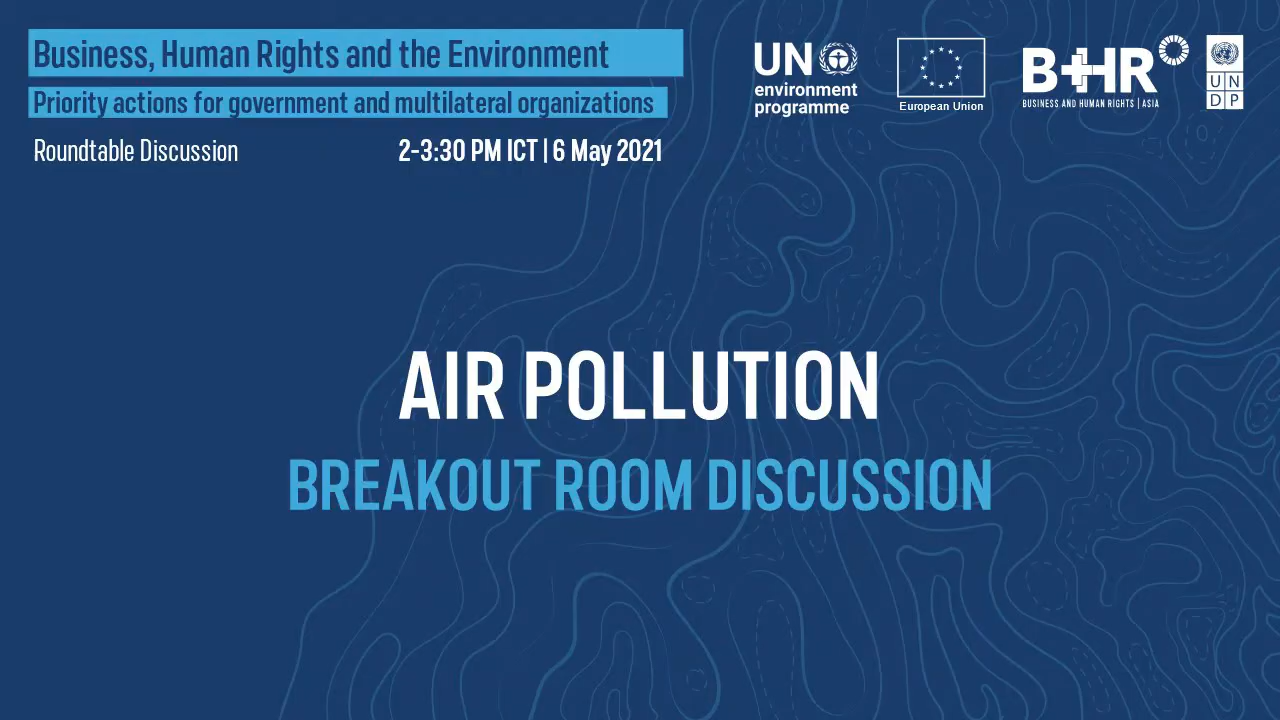 Business, Human Rights and the Environment
Priority actions for government and multilateral organizations
Roundtable Discussion
2-3:30 PM ICT | 6 May 2021
UN
environment
programme
European Union
B+HR
BUSINESS AND HUMAN RIGHTS | ASIA
U N
D P
AIR POLLUTION
BREAKOUT ROOM DISCUSSION